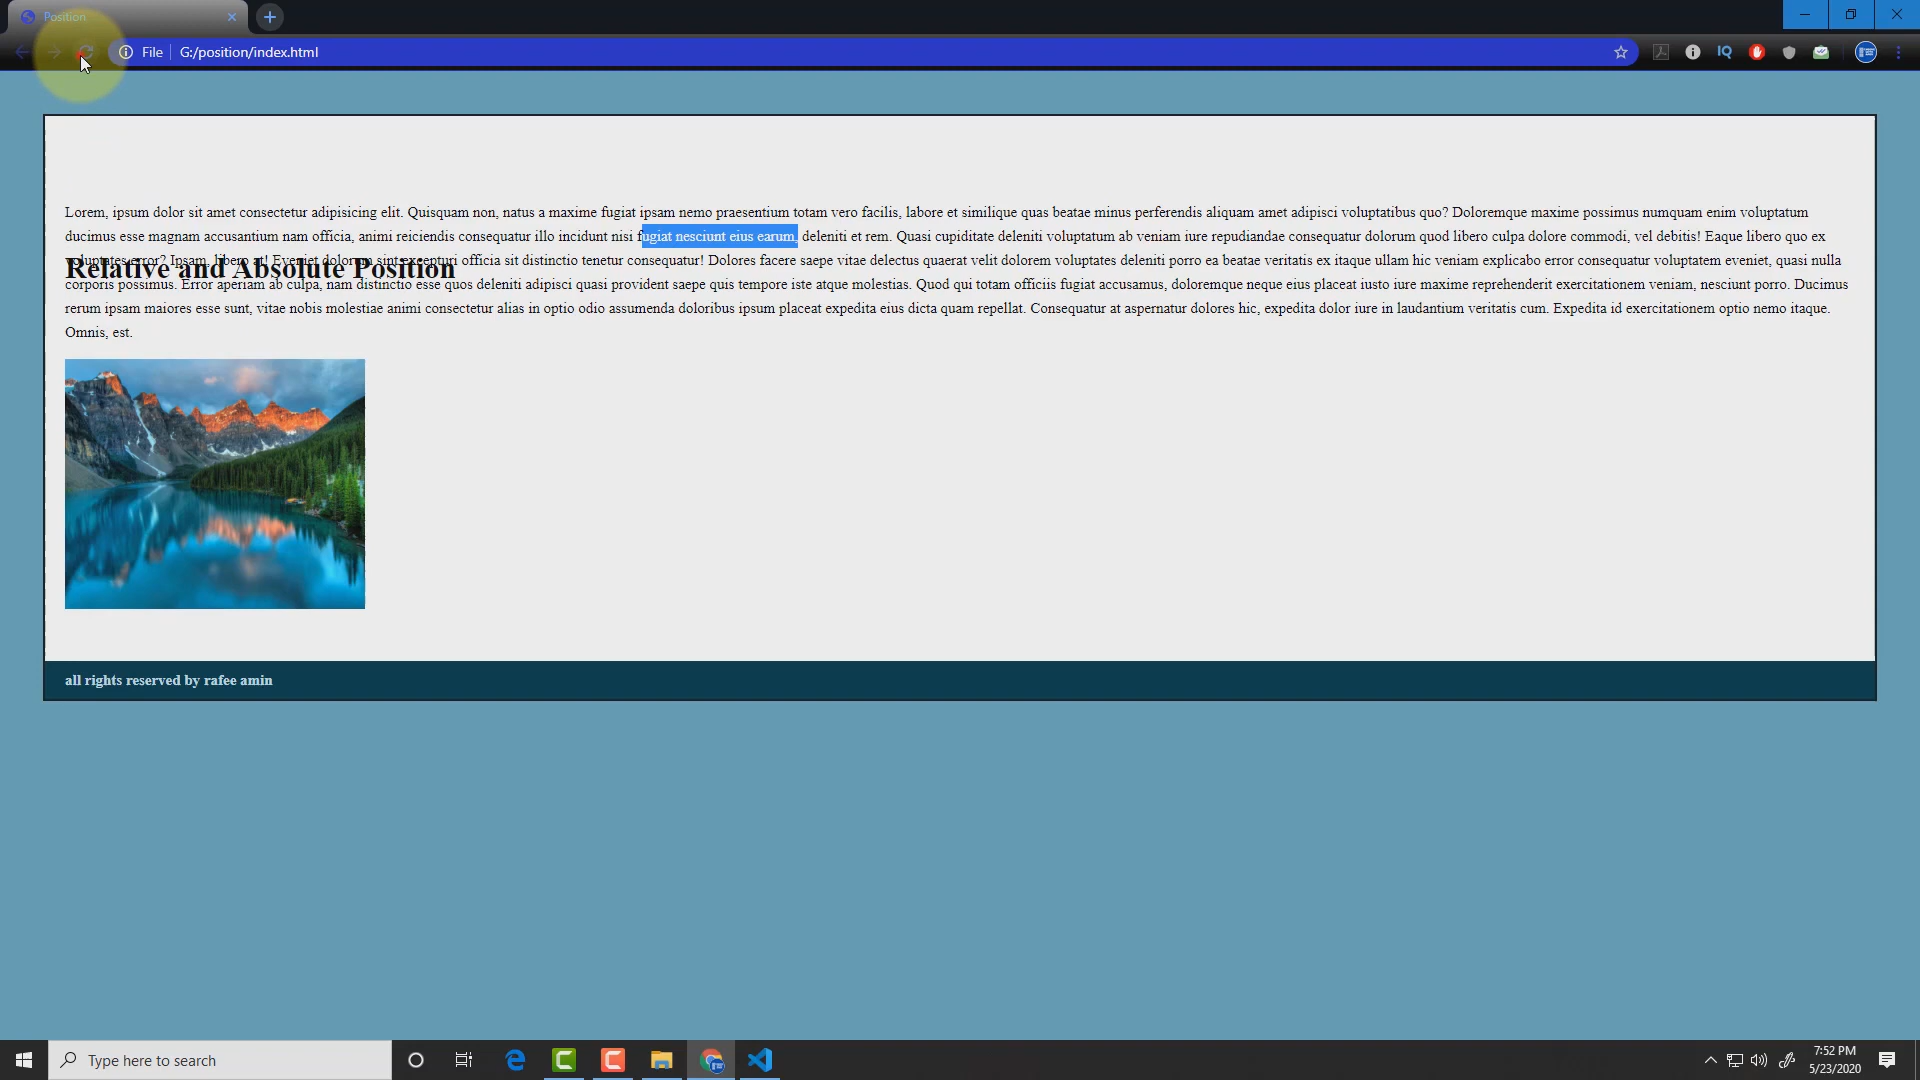 Position
File G:/position/index.html
IQ
Lorem, ipsum dolor sit amet consectetur adipisicing elit. Quisquam non, natus a maxime fugiat ipsam nemo praesentium totam vero facilis, labore et similique quas beatae minus perferendis aliquam amet adipisci voluptatibus quo? Doloremque maxime possimus numquam enim voluptatum
ducimus esse magnam accusantium nam officia, animi reiciendis consequatur illo incidunt nisi fugiat nesciunt eius earum, deleniti et rem. Quasi cupiditate deleniti voluptatum ab veniam iure repudiandae consequatur dolorum quod libero culpa dolore commodi, vel debitis! Eaque libero quo ex
voluptates error? Ipsam, libero at! Eveniet dolorum sint excepturi officia sit distinctio tenetur consequatur! Dolores facere saepe vitae delectus quaerat velit dolorem voluptates deleniti porro ea beatae veritatis ex itaque ullam hic veniam explicabo error consequatur voluptatem eveniet, quasi nulla
Relative and Absolute Position
corporis possimus. Error aperiam ab culpa, nam distinctio esse quos deleniti adipisci quasi provident saepe quis tempore iste atque molestias. Quod qui totam officiis fugiat accusamus, doloremque neque eius placeat iusto iure maxime reprehenderit exercitationem veniam, nesciunt porro. Ducimus
rerum ipsam maiores esse sunt, vitae nobis molestiae animi consectetur alias in optio odio assumenda doloribus ipsum placeat expedita eius dicta quam repellat. Consequatur at aspernatur dolores hic, expedita dolor iure in laudantium veritatis cum. Expedita id exercitationem optio nemo itaque.
Omnis, est.
all rights reserved by rafee amin
Type here to search
7:52 PM
5/23/2020